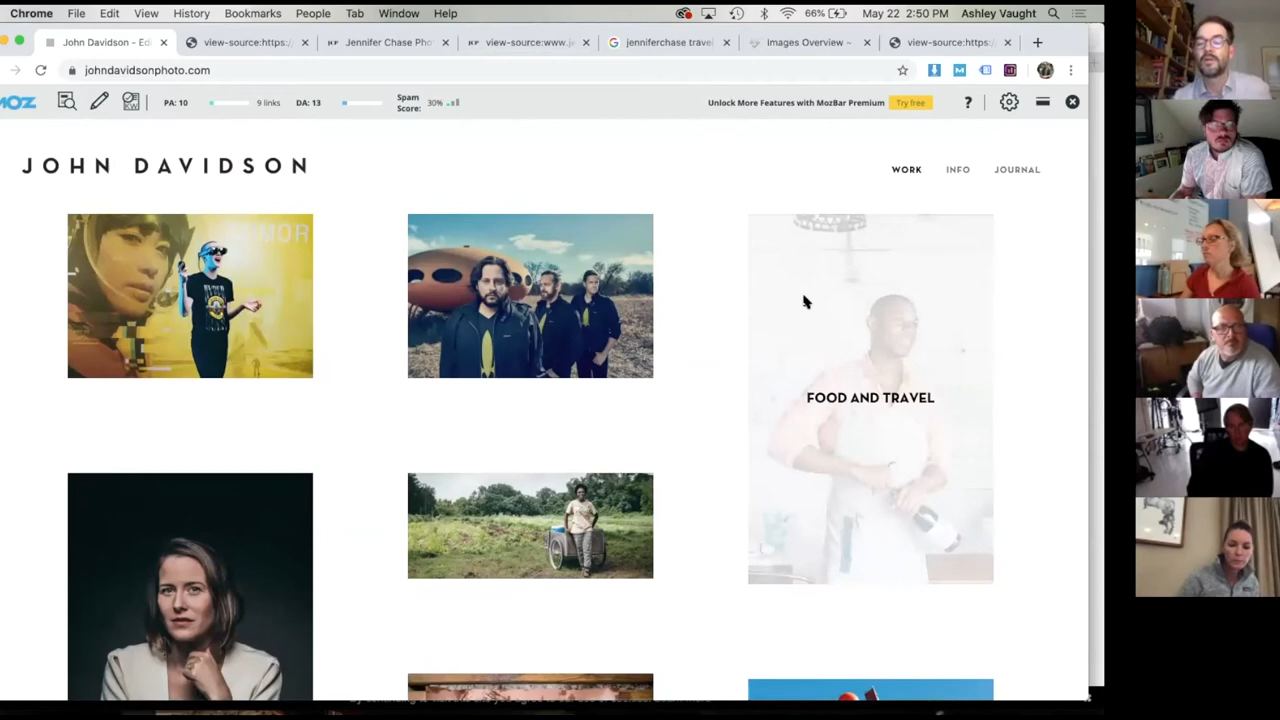 Chrome File Edit View History Bookmarks People Tab Window Help 66% May 22 2:50 PM Ashley Vaught
John Davidson – Edi view-source:https:/ Jennifer Chase Pho view-source:www.je jenniferchase travel Images Overview – view-source:https:/
johndavidsonphoto.com
MOZ PA: 10 9 links DA: 13 Spam Score: 30% Unlock More Features with MozBar Premium Try free ?
JOHN DAVIDSON
WORK INFO JOURNAL
FOOD AND TRAVEL